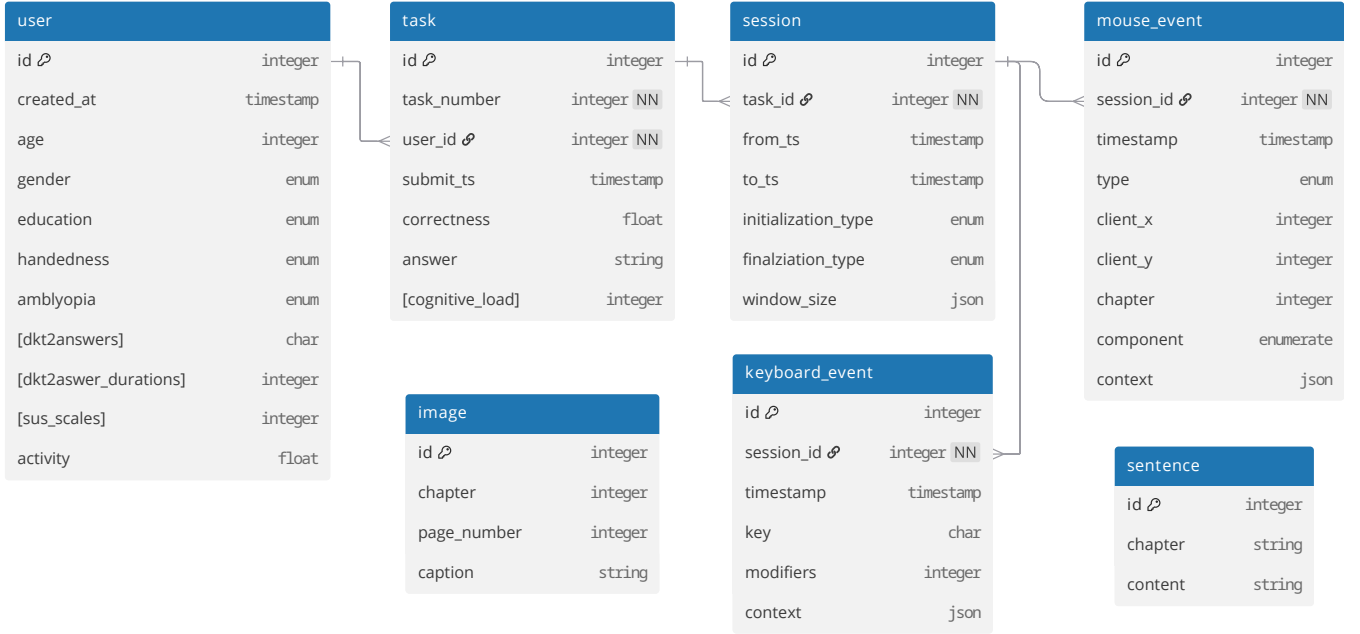 user
id integer
created_at timestamp
age integer
gender enum
education enum
handedness enum
amblyopia enum
[dkt2answers] char
[dkt2aswer_durations] integer
[sus_scales] integer
activity float
task
id integer
task_number integer NN
user_id integer NN
submit_ts timestamp
correctness float
answer string
[cognitive_load] integer
session
id integer
task_id integer NN
from_ts timestamp
to_ts timestamp
initialization_type enum
finalziation_type enum
window_size json
mouse_event
id integer
session_id integer NN
timestamp timestamp
type enum
client_x integer
client_y integer
chapter integer
component enumerate
context json
image
id integer
chapter integer
page_number integer
caption string
keyboard_event
id integer
session_id integer NN
timestamp timestamp
key char
modifiers integer
context json
sentence
id integer
chapter string
content string